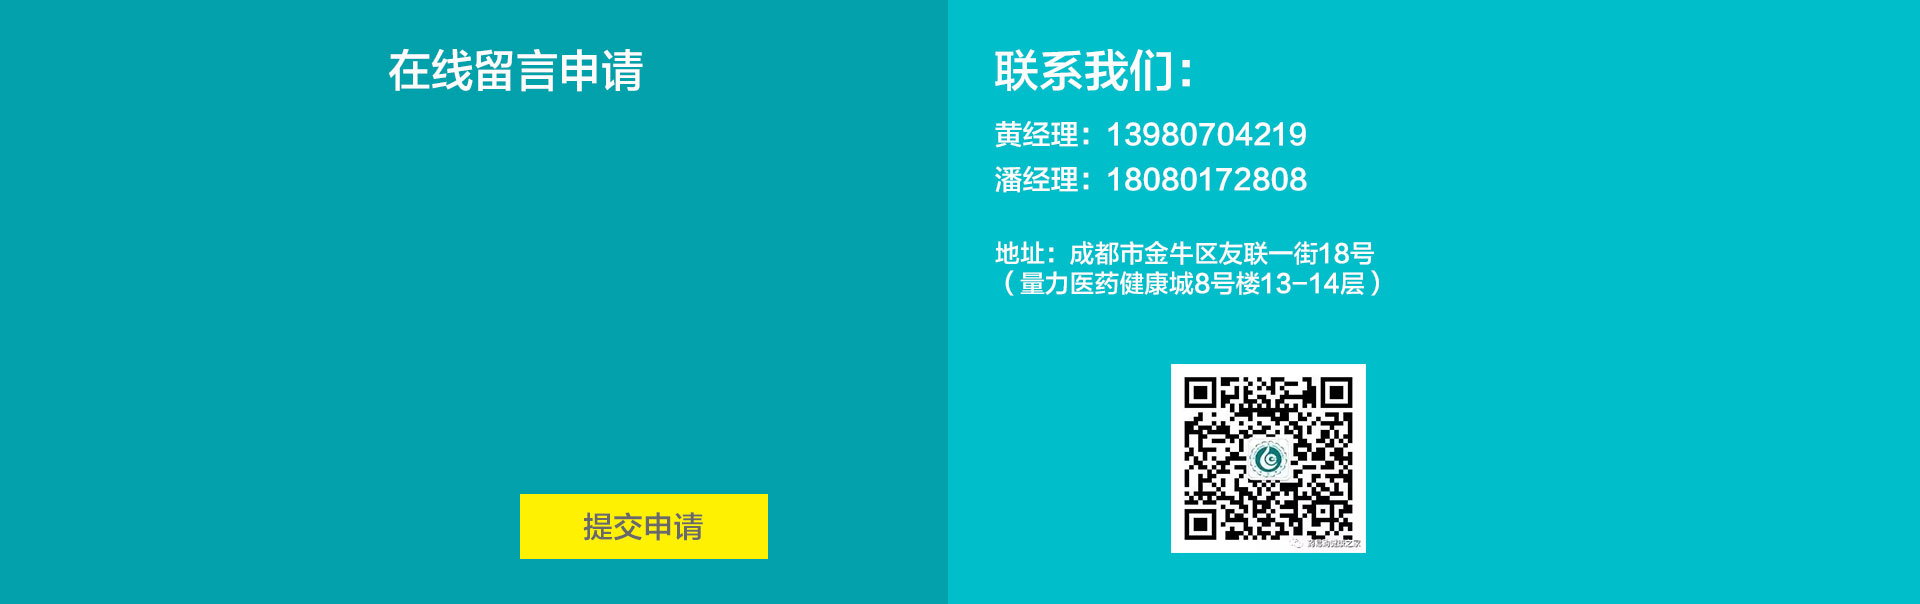 在线留言申请
提交申请
联系我们：
黄经理：13980704219
潘经理：18080172808
地址：成都市金牛区友联一街18号
（量力医药健康城8号楼13-14层）